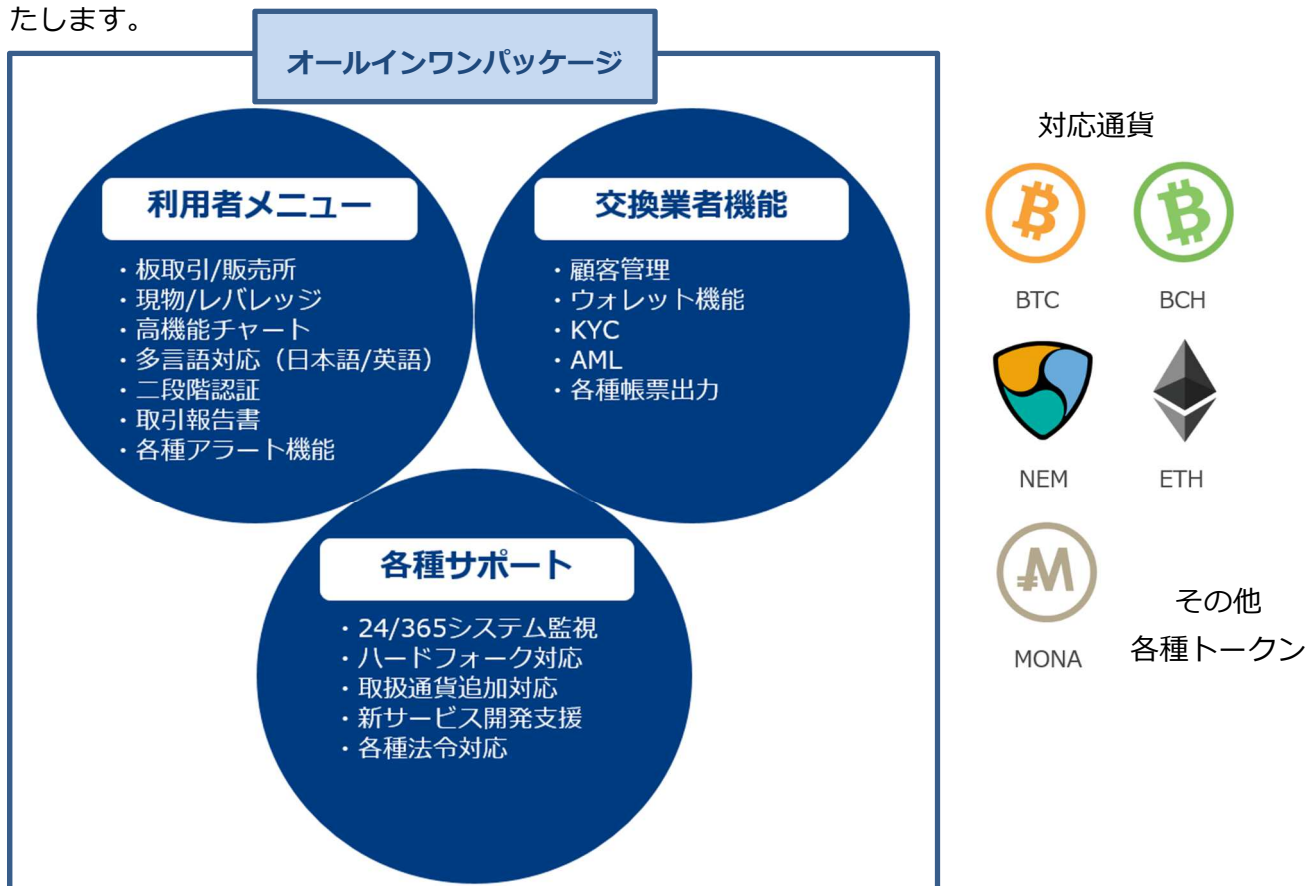 たします。
オールインワンパッケージ
利用者メニュー
・板取引/販売所
・現物/レバレッジ
・高機能チャート
・多言語対応（日本語/英語）
・二段階認証
・取引報告書
・各種アラート機能
交換業者機能
・顧客管理
・ウォレット機能
・KYC
・AML
・各種帳票出力
各種サポート
・24/365システム監視
・ハードフォーク対応
・取扱通貨追加対応
・新サービス開発支援
・各種法令対応
対応通貨
BTC
BCH
NEM
ETH
MONA
その他
各種トークン